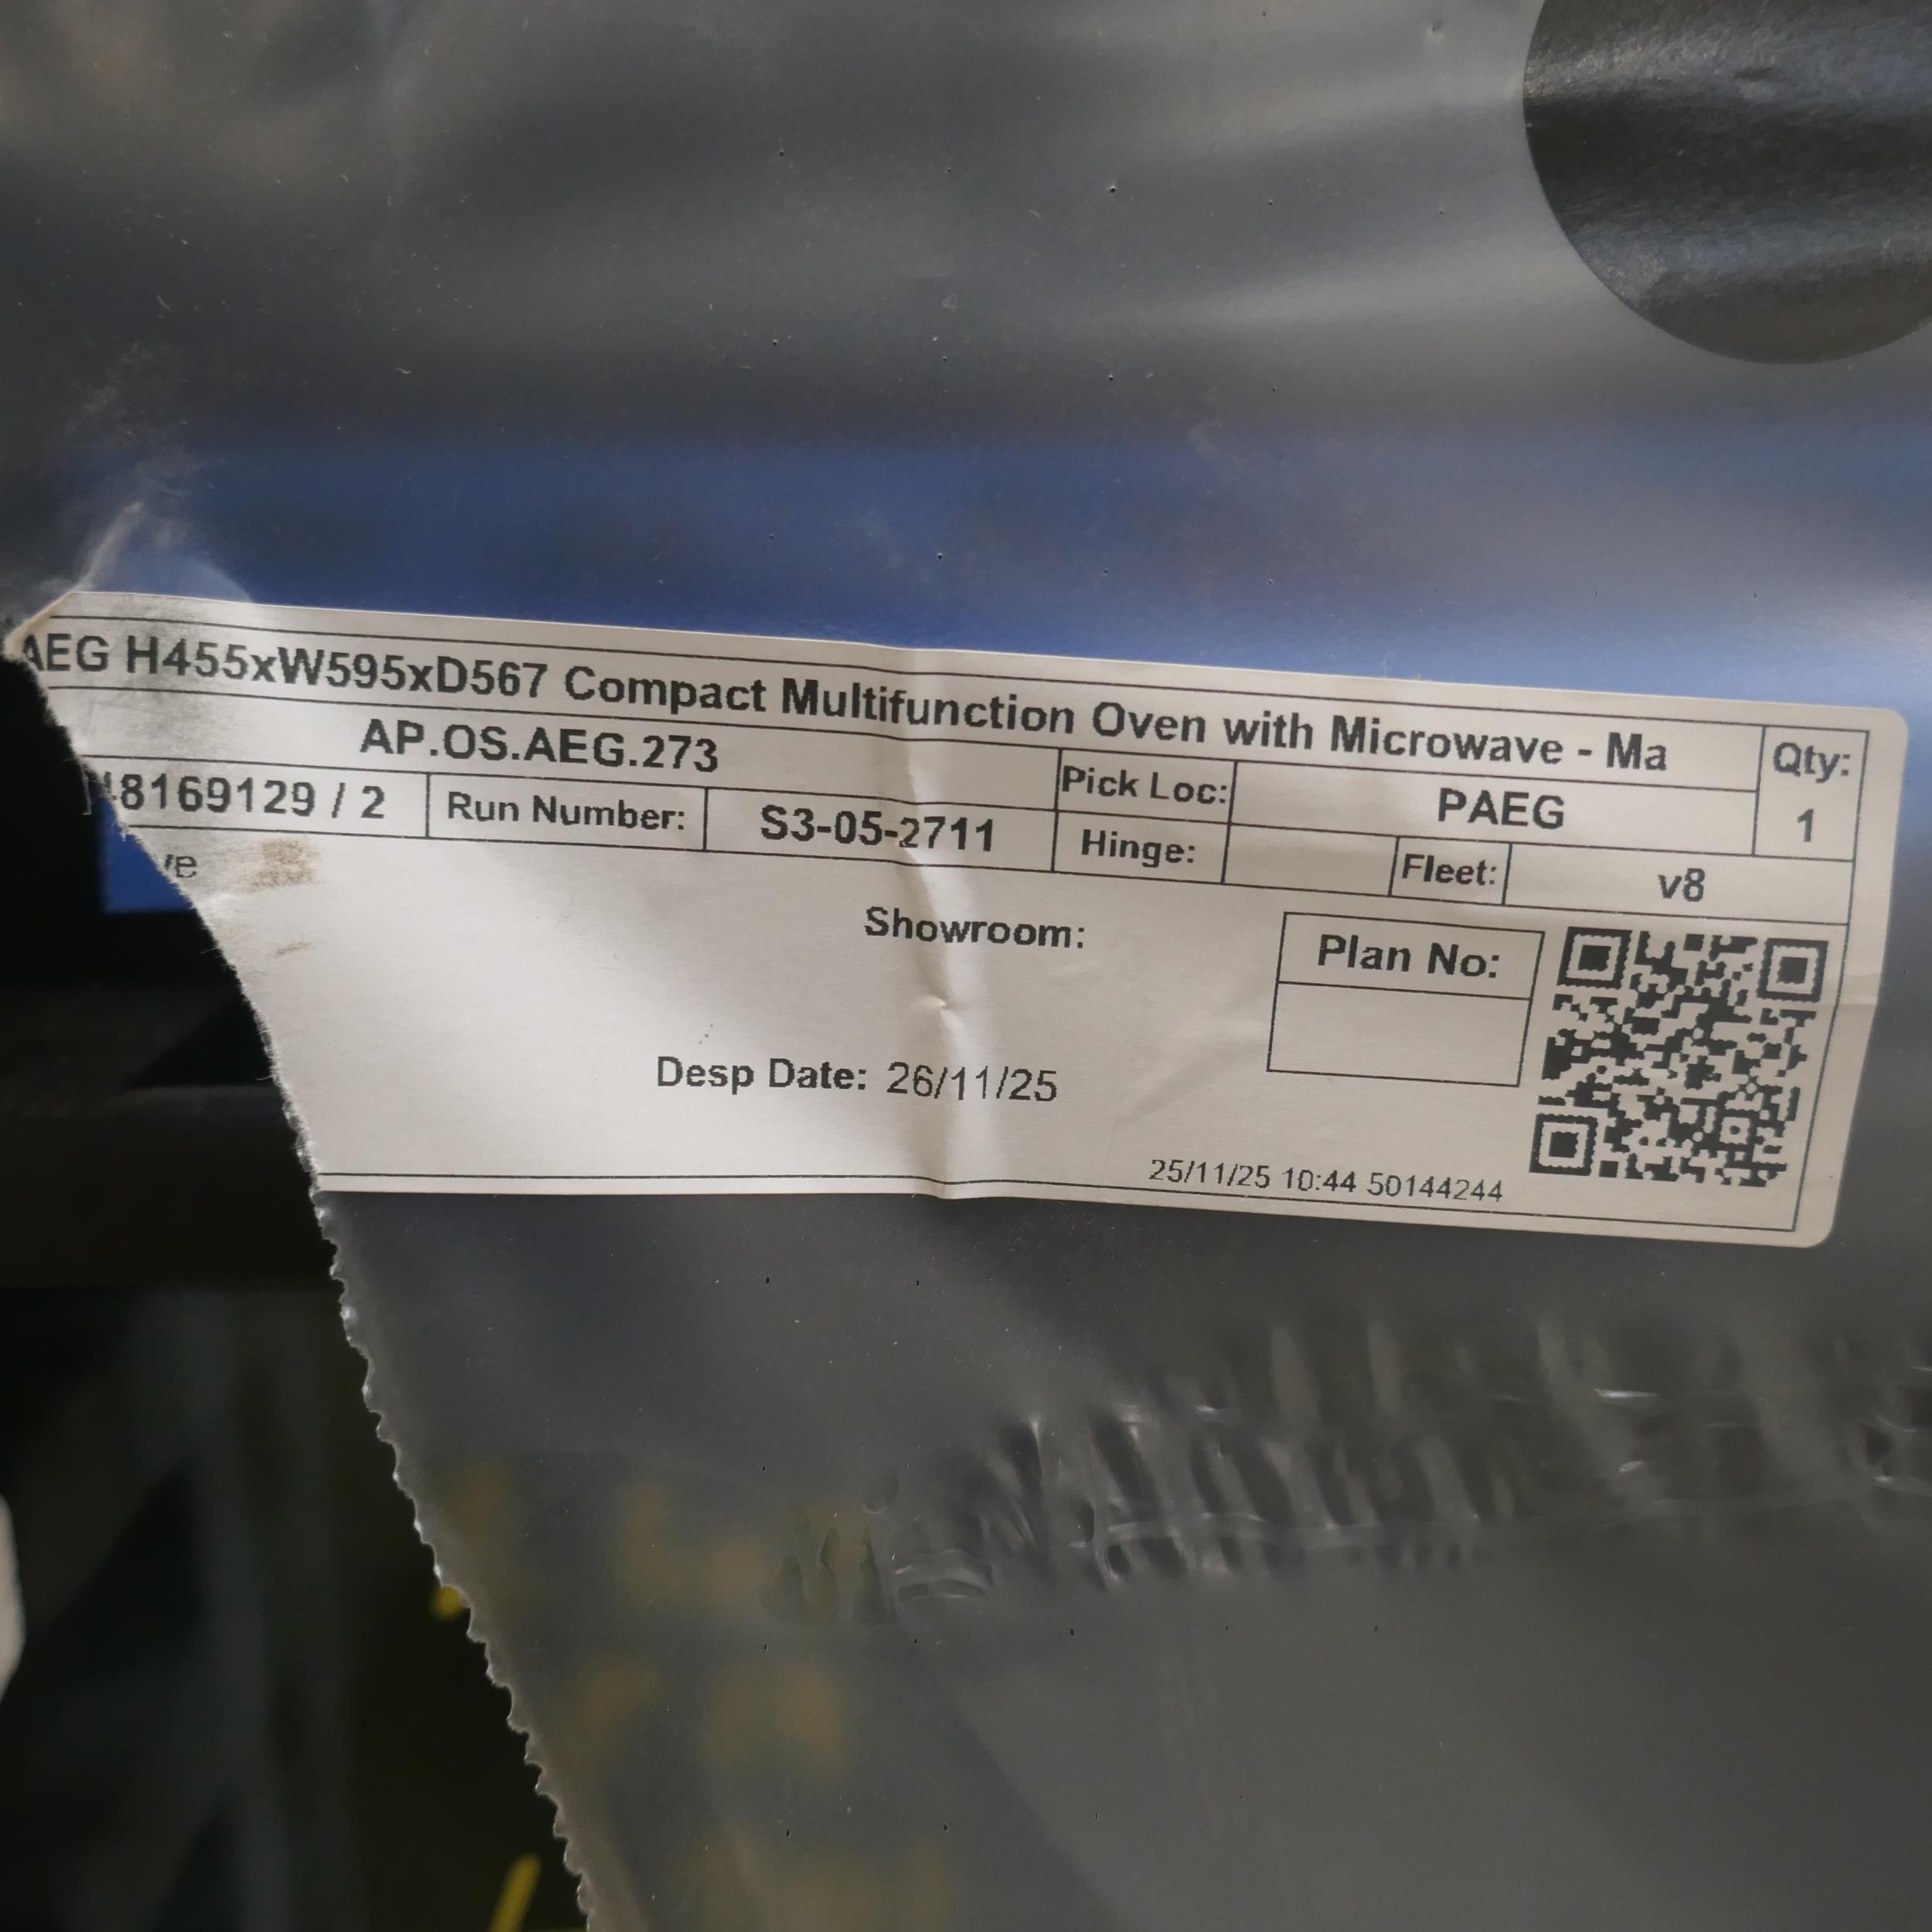 AEG H455xW595xD567 Compact Multifunction Oven with Microwave - Ma
Qty:
1
AP.OS.AEG.273
Pick Loc:
PAEG
8169129 / 2
Run Number:
S3-05-2711
Hinge:
Fleet:
v8
Showroom:
Plan No:
Desp Date: 26/11/25
25/11/25 10:44 50144244